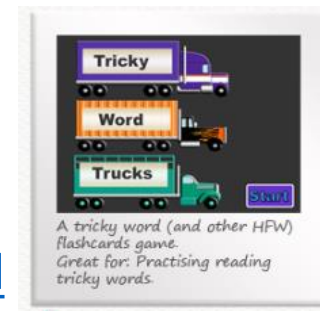 Tricky
Word
Trucks
Start
A tricky word (and other HFW)
flashcards game.
Great for: Practising reading
tricky words.